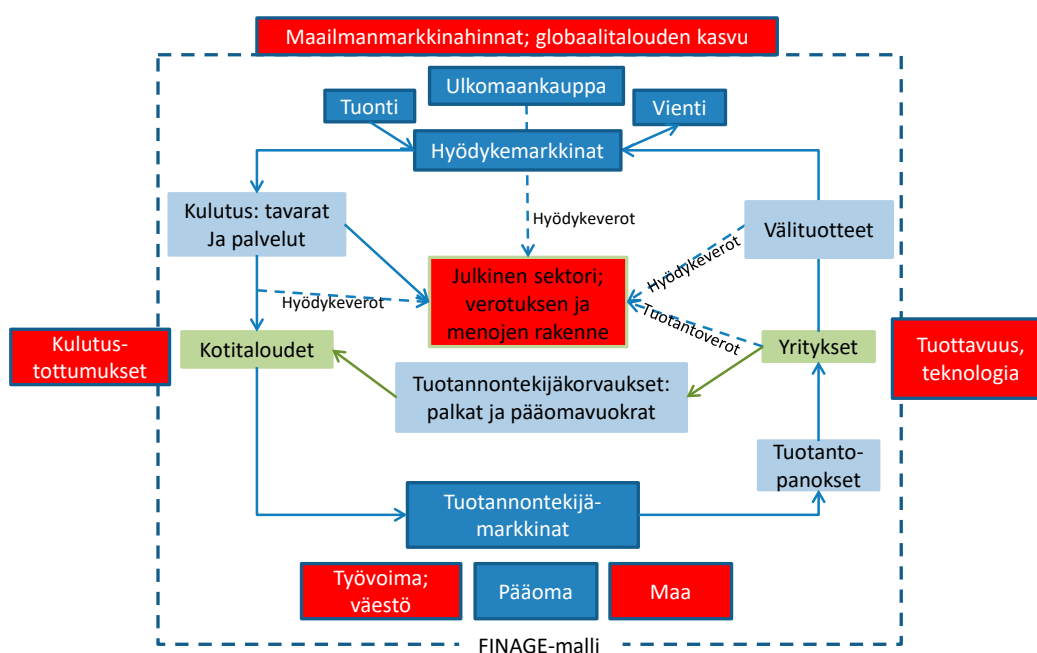 Maailmanmarkkinahinnat; globaalitalouden kasvu
Ulkomaankauppa
Tuonti
Vienti
Hyödykemarkkinat
Kulutus: tavarat
Ja palvelut
Hyödykeverot
Välituotteet
Hyödykeverot
Julkinen sektori;
verotuksen ja
menojen rakenne
Hyödykeverot
Tuotantoverot
Kulutus-
tottumukset
Kotitaloudet
Yritykset
Tuottavuus,
teknologia
Tuotannontekijäkorvaukset:
palkat ja pääomavuokrat
Tuotanto-
panokset
Tuotannontekijä-
markkinat
Työvoima;
väestö
Pääoma
Maa
FINAGE-malli